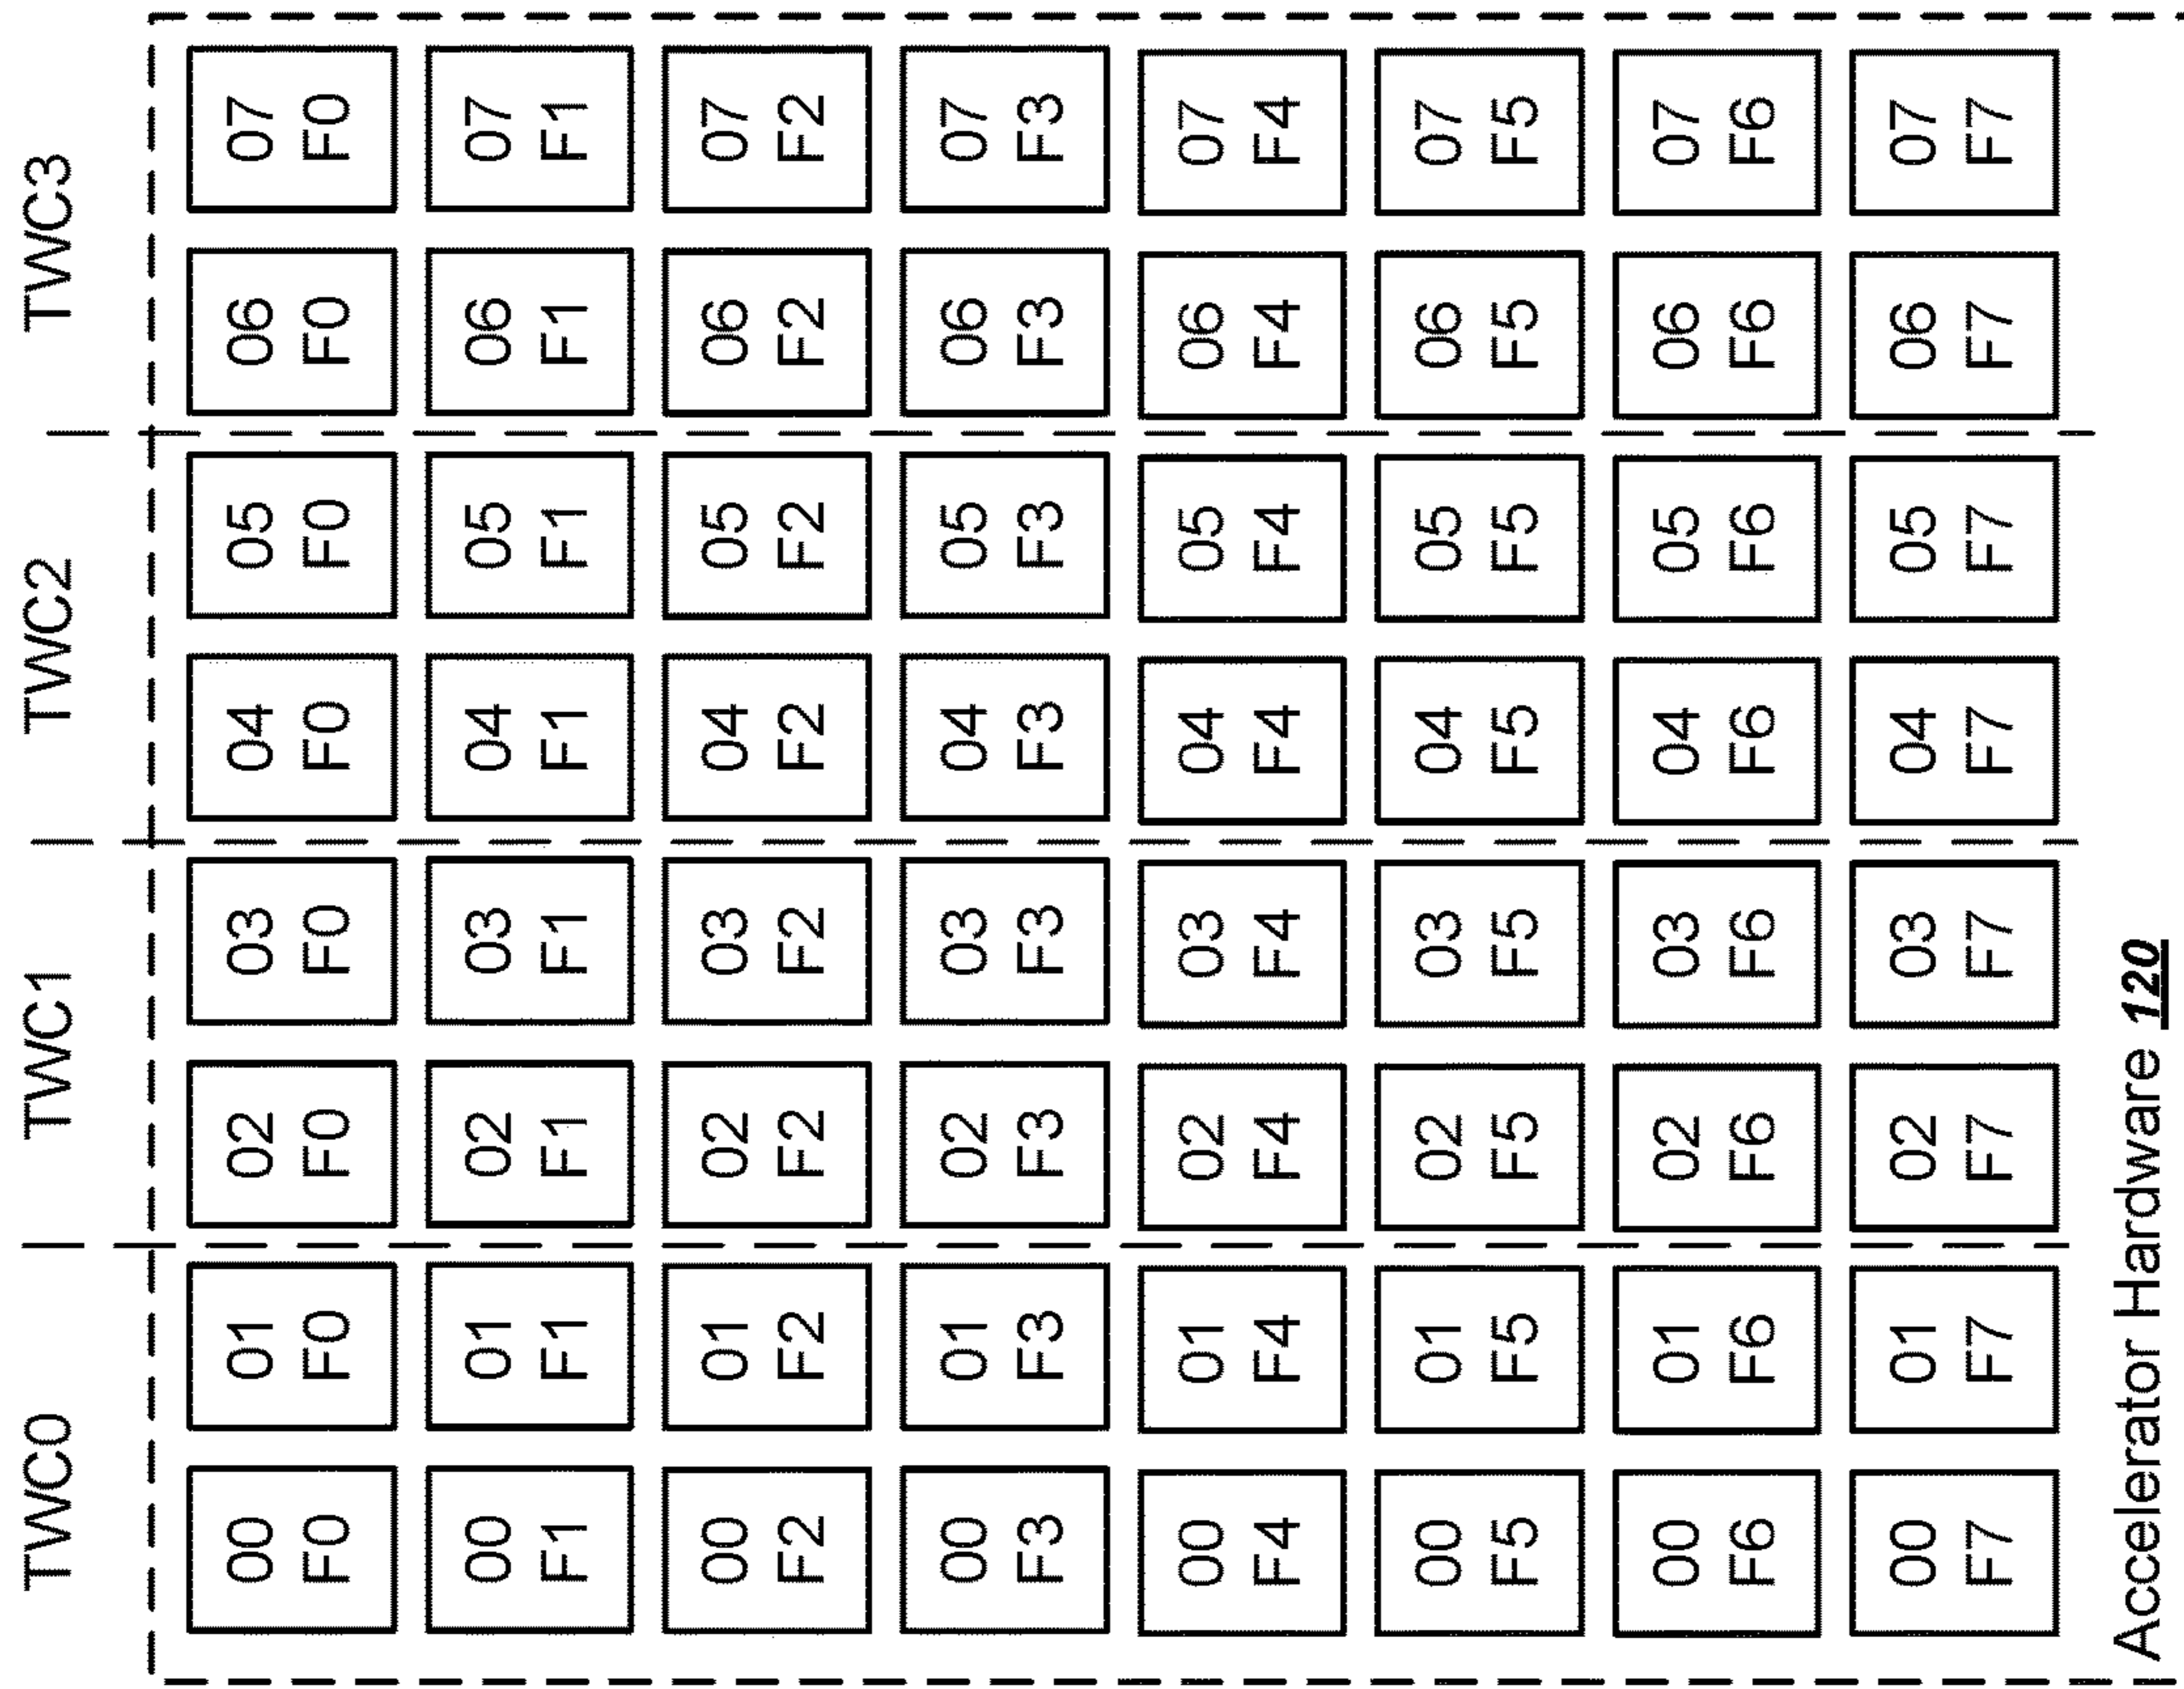 TWC0 TWC1 TWC2 TWC3
00 01 02 03 04 05 06 07
F0 F0 F0 F0 F0 F0 F0 F0
00 01 02 03 04 05 06 07
F1 F1 F1 F1 F1 F1 F1 F1
00 01 02 03 04 05 06 07
F2 F2 F2 F2 F2 F2 F2 F2
00 01 02 03 04 05 06 07
F3 F3 F3 F3 F3 F3 F3 F3
00 01 02 03 04 05 06 07
F4 F4 F4 F4 F4 F4 F4 F4
00 01 02 03 04 05 06 07
F5 F5 F5 F5 F5 F5 F5 F5
00 01 02 03 04 05 06 07
F6 F6 F6 F6 F6 F6 F6 F6
00 01 02 03 04 05 06 07
F7 F7 F7 F7 F7 F7 F7 F7
Accelerator Hardware 120